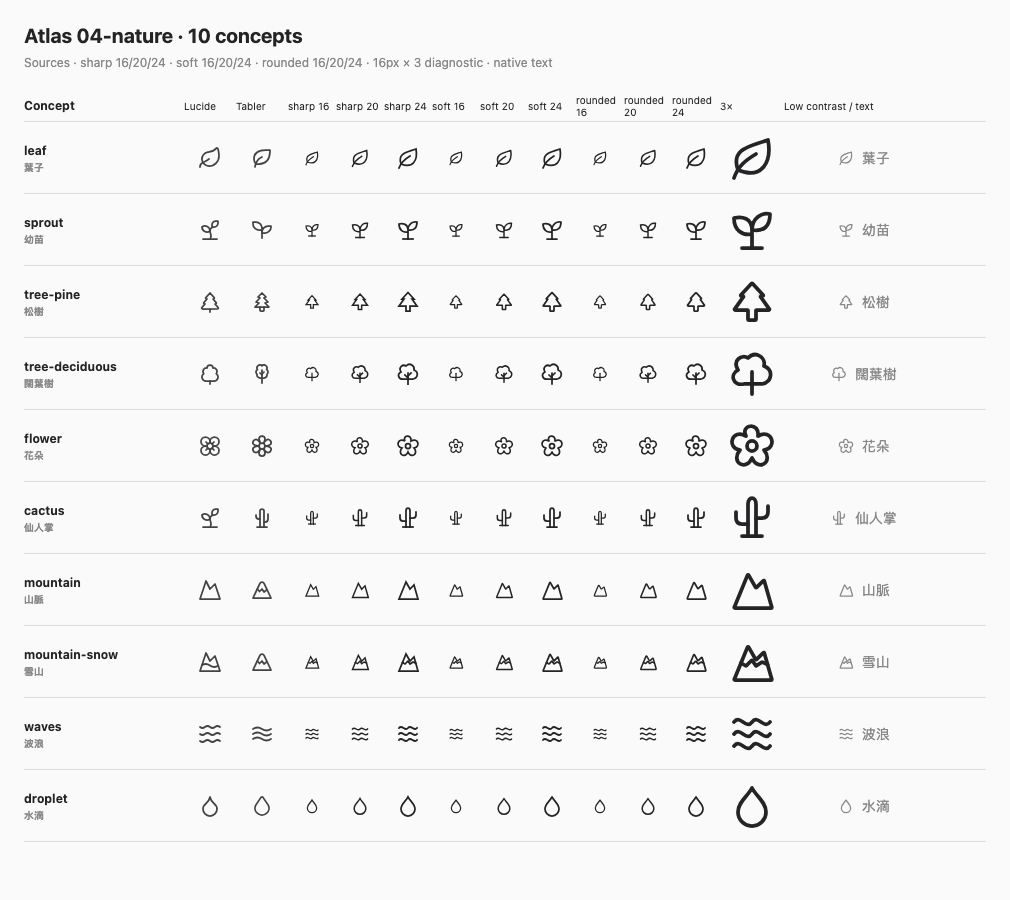 Atlas 04-nature · 10 concepts
Sources · sharp 16/20/24 · soft 16/20/24 · rounded 16/20/24 · 16px × 3 diagnostic · native text
Concept Lucide Tabler sharp 16 sharp 20 sharp 24 soft 16 soft 20 soft 24 rounded 16 rounded 20 rounded 24 3× Low contrast / text
leaf
葉子
葉子
sprout
幼苗
幼苗
tree-pine
松樹
松樹
tree-deciduous
闊葉樹
闊葉樹
flower
花朵
花朵
cactus
仙人掌
仙人掌
mountain
山脈
山脈
mountain-snow
雪山
雪山
waves
波浪
波浪
droplet
水滴
水滴